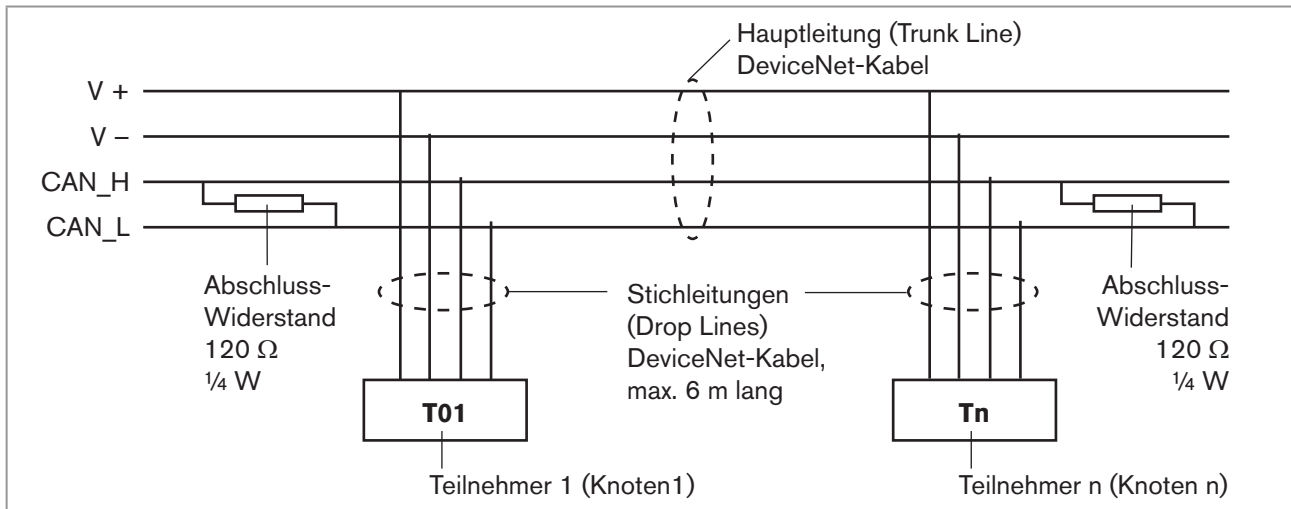 Hauptleitung (Trunk Line)
DeviceNet-Kabel
V +
V –
CAN_H
CAN_L
Abschluss-
Widerstand
120 Ω
¼ W
Stichleitungen
(Drop Lines)
DeviceNet-Kabel,
max. 6 m lang
Abschluss-
Widerstand
120 Ω
¼ W
T01
Tn
Teilnehmer 1 (Knoten1)
Teilnehmer n (Knoten n)